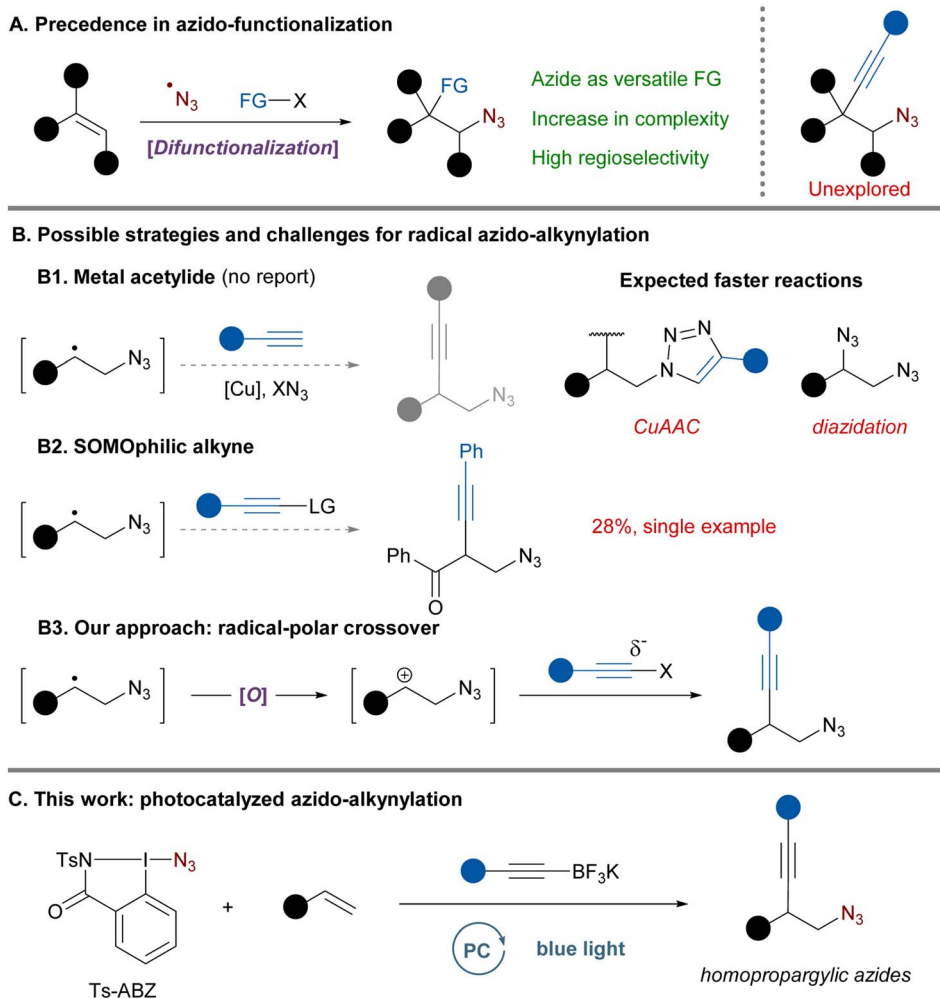 A. Precedence in azido-functionalization
•N3 FG—X
[Difunctionalization]
FG
N3
Azide as versatile FG
Increase in complexity
High regioselectivity
N3
Unexplored
B. Possible strategies and challenges for radical azido-alkynylation
B1. Metal acetylide (no report)
Expected faster reactions
N3
[Cu], XN3
N3
N N
N
CuAAC
N3
N3
diazidation
B2. SOMOphilic alkyne
N3
LG
Ph
Ph
O
N3
28%, single example
B3. Our approach: radical-polar crossover
N3
[O]
⊕
N3
δ-
X
N3
C. This work: photocatalyzed azido-alkynylation
TsN I N3
O
Ts-ABZ
+
BF3K
PC
blue light
N3
homopropargylic azides